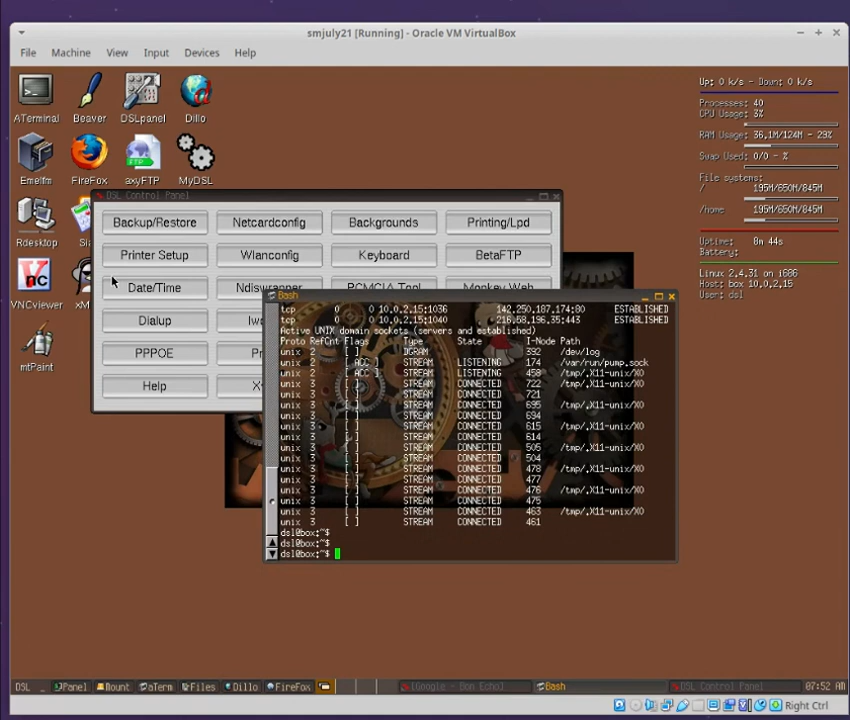 smjuly21 [Running] - Oracle VM VirtualBox
File Machine View Input Devices Help
ATerminal Beaver DSLpanel Dillo
Emelfm FireFox axyFTP MyDSL
Rdesktop
VNCviewer
mtPaint
Up: 0 k/s - Down: 0 k/s
Processes: 40
CPU Usage: 3%
RAM Usage: 36.1M/124M - 29%
Swap Used: 0/0 - %
File systems:
/ 195M/650M/845M
/home 195M/650M/845M
Uptime: 8m 44s
Battery:
Linux 2.4.31 on i686
Host: box 10.0.2.15
User: dsl
DSL Control Panel
Backup/Restore Netcardconfig Backgrounds Printing/Lpd
Printer Setup Wlanconfig Keyboard BetaFTP
Date/Time Ndiswrapper PCMCIA Tool Monkey Web
Dialup
PPPOE
Help
Bash
tcp 0 0 10.0.2.15:1036 142.250.187.174:80 ESTABLISHED
tcp 0 0 10.0.2.15:1040 216.58.196.35:443 ESTABLISHED
Active UNIX domain sockets (servers and established)
Proto RefCnt Flags Type State I-Node Path
unix 2 [ ] DGRAM 392 /dev/log
unix 2 [ ACC ] STREAM LISTENING 174 /var/run/pump.sock
unix 2 [ ACC ] STREAM LISTENING 458 /tmp/.X11-unix/X0
unix 3 [ ] STREAM CONNECTED 722 /tmp/.X11-unix/X0
unix 3 [ ] STREAM CONNECTED 721
unix 3 [ ] STREAM CONNECTED 695 /tmp/.X11-unix/X0
unix 3 [ ] STREAM CONNECTED 694
unix 3 [ ] STREAM CONNECTED 615 /tmp/.X11-unix/X0
unix 3 [ ] STREAM CONNECTED 614
unix 3 [ ] STREAM CONNECTED 505 /tmp/.X11-unix/X0
unix 3 [ ] STREAM CONNECTED 504
unix 3 [ ] STREAM CONNECTED 478 /tmp/.X11-unix/X0
unix 3 [ ] STREAM CONNECTED 477
unix 3 [ ] STREAM CONNECTED 476 /tmp/.X11-unix/X0
unix 3 [ ] STREAM CONNECTED 475
unix 3 [ ] STREAM CONNECTED 463 /tmp/.X11-unix/X0
unix 3 [ ] STREAM CONNECTED 461
dsl@box:~$
dsl@box:~$
dsl@box:~$
DSL Panel Mount aTerm Files Dillo FireFox (Google - Bon Echo) Bash DSL Control Panel 07:52 AM
Right Ctrl